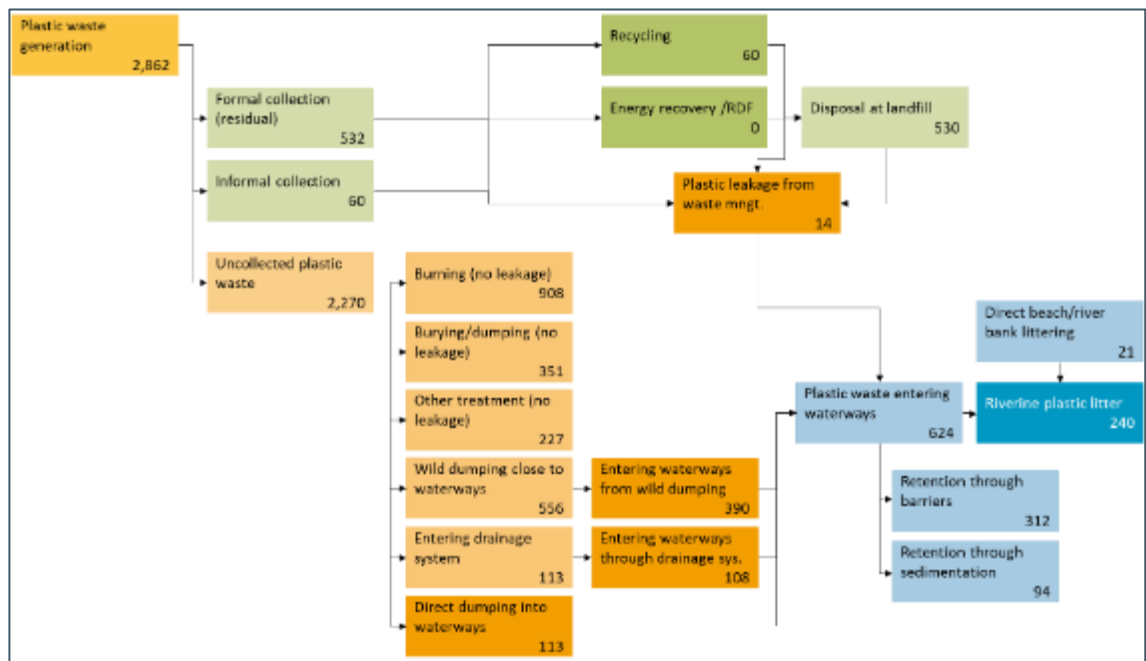 Plastic waste
generation
2,862
Recycling
60
Formal collection
(residual)
532
Energy recovery /RDF
0
Disposal at landfill
530
Informal collection
60
Plastic leakage from
waste mngt.
14
Uncollected plastic
waste
2,270
Burning (no leakage)
908
Burying/dumping (no
leakage)
351
Other treatment (no
leakage)
227
Wild dumping close to
waterways
556
Entering drainage
system
113
Direct dumping into
waterways
113
Entering waterways
from wild dumping
390
Entering waterways
through drainage sys.
108
Direct beach/river
bank littering
21
Plastic waste entering
waterways
624
Riverine plastic litter
240
Retention through
barriers
312
Retention through
sedimentation
94